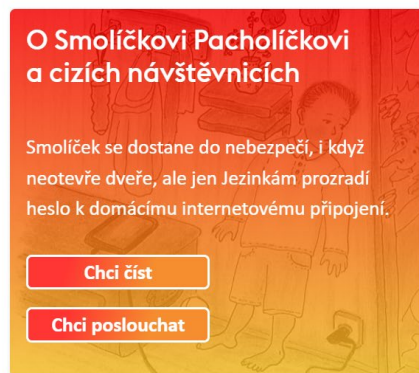 O Smolíčkovi Pacholíčkovi
a cizích návštěvnicích
Smolíček se dostane do nebezpečí, i když
neotevře dveře, ale jen Jezinkám prozradí
heslo k domácímu internetovému připojení.
Chci číst
Chci poslouchat